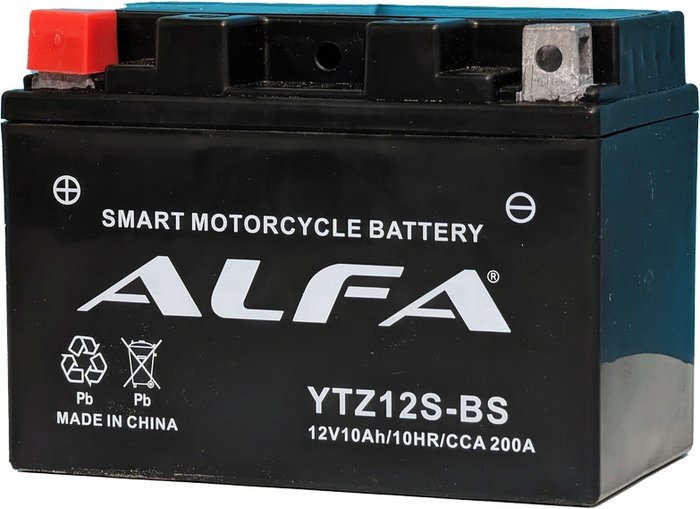 SMART MOTORCYCLE BATTERY
ALFA®
Pb Pb
MADE IN CHINA
YTZ12S-BS
12V10Ah/10HR/CCA 200A